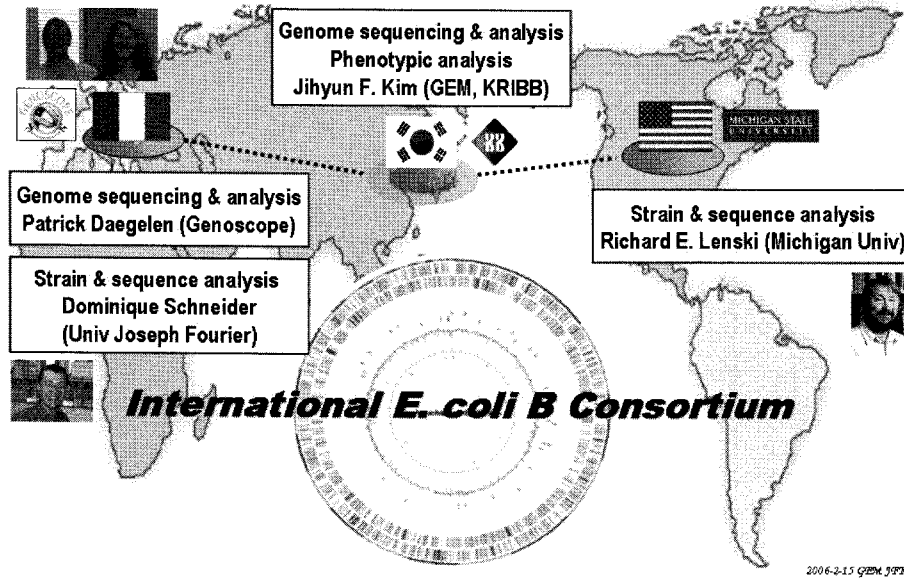 Genome sequencing & analysis
Phenotypic analysis
Jihyun F. Kim (GEM, KRIBB)
MICHIGAN STATE
UNIVERSITY
Genome sequencing & analysis
Patrick Daegelen (Genoscope)
Strain & sequence analysis
Richard E. Lenski (Michigan Univ)
Strain & sequence analysis
Dominique Schneider
(Univ Joseph Fourier)
International E. coli B Consortium
2006-2-15 GEM JFK